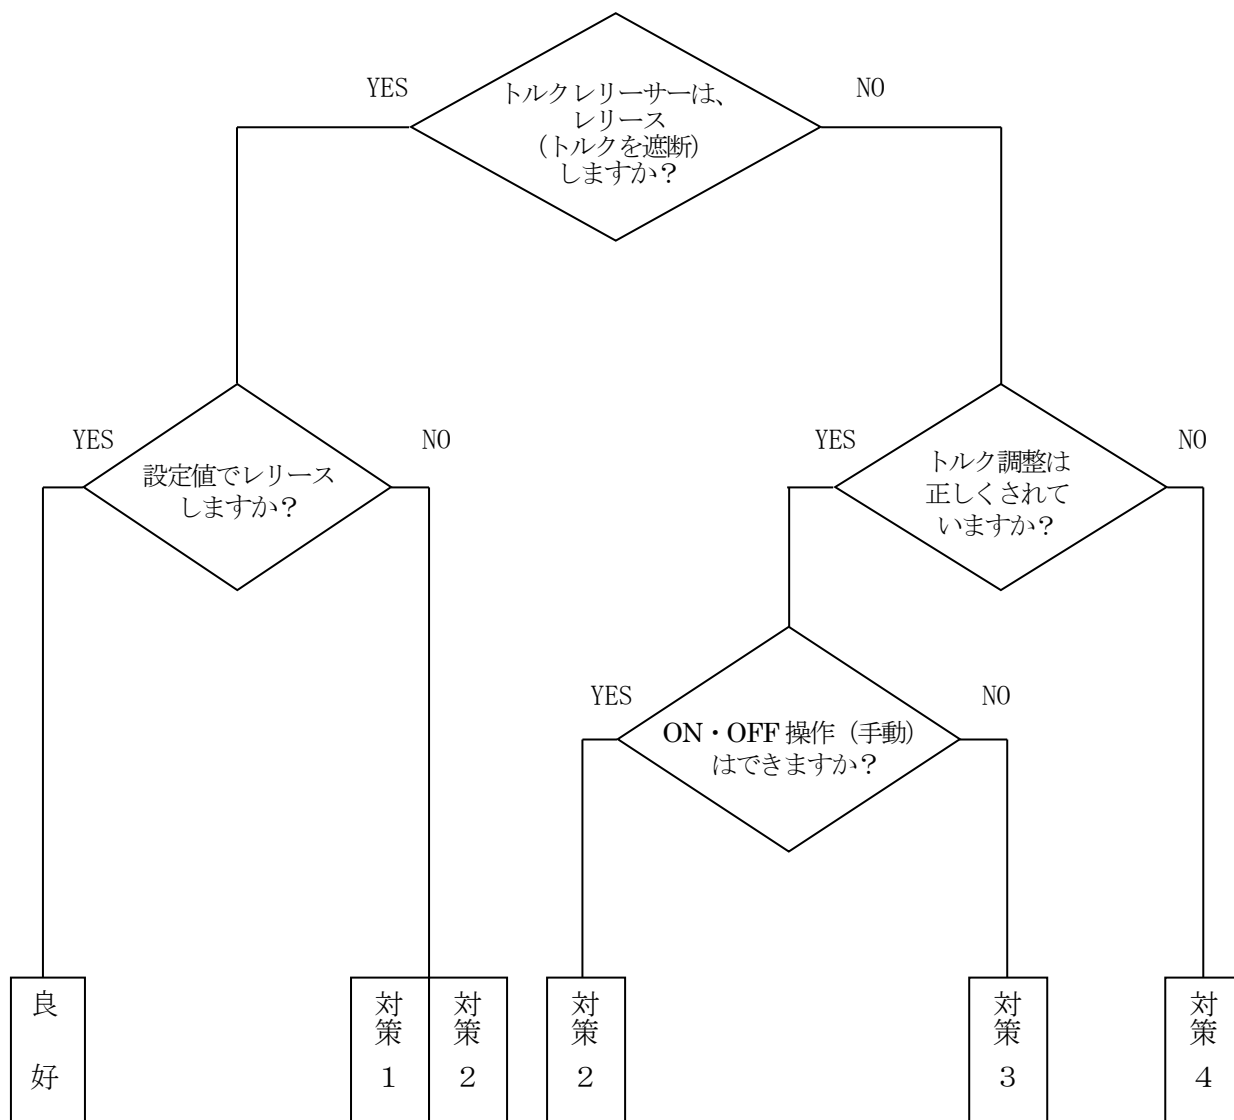 YES
NO
トルクレリーサーは、
レリース
（トルクを遮断）
しますか？
YES
NO
設定値でレリース
しますか？
YES
NO
トルク調整は
正しくされて
いますか？
YES
NO
ON・OFF 操作（手動）
はできますか？
良好
対策１
対策２
対策２
対策３
対策４